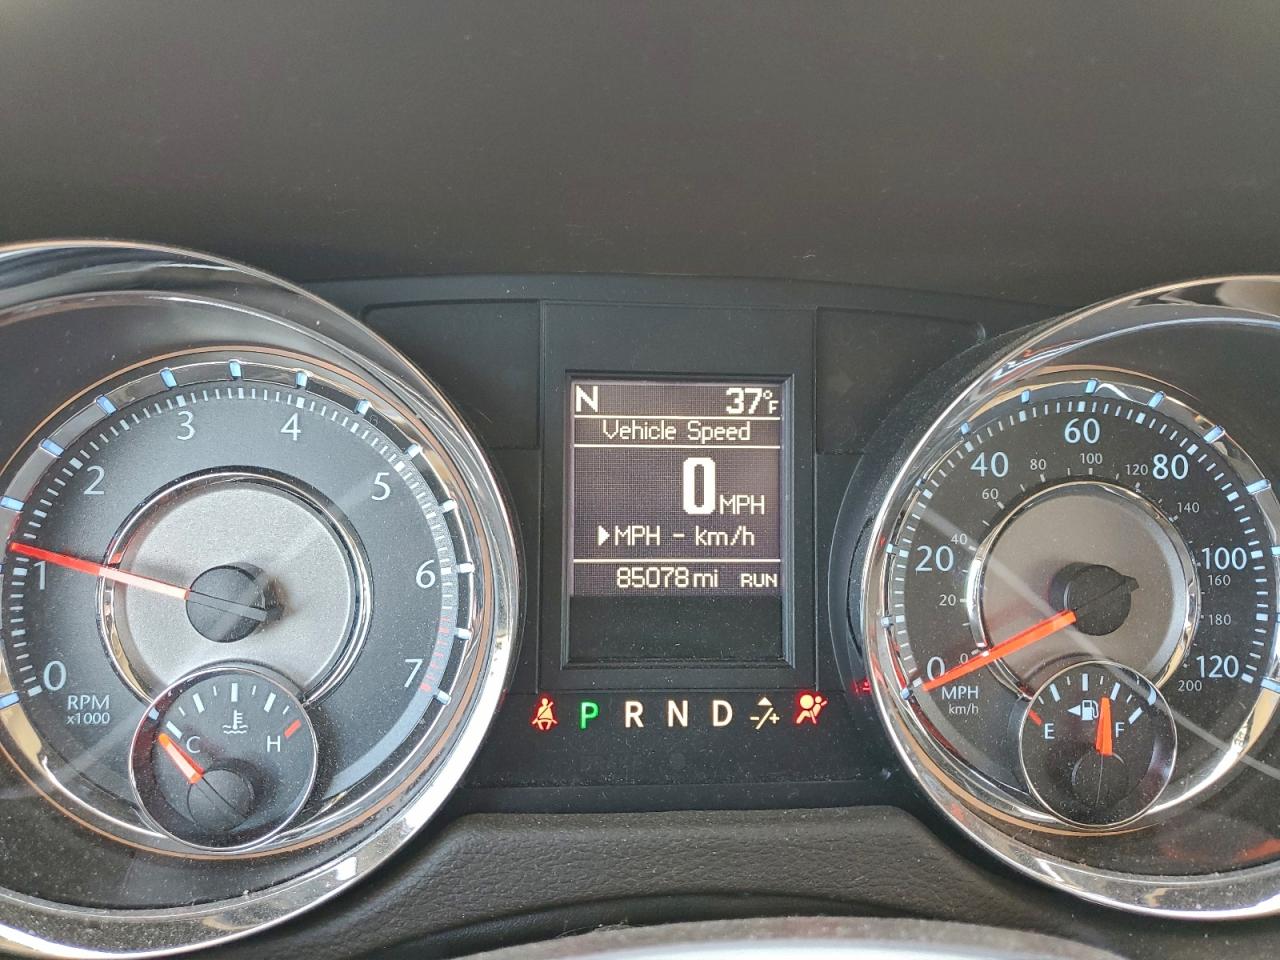 N 37°F
Vehicle Speed
0 MPH
MPH - km/h
85078 mi RUN
P R N D -/+
0 1 2 3 4 5 6 7
RPM
x1000
C H
0 20 40 60 80 100 120
0 20 40 60 80 100 120 140 160 180 200
MPH
km/h
E F